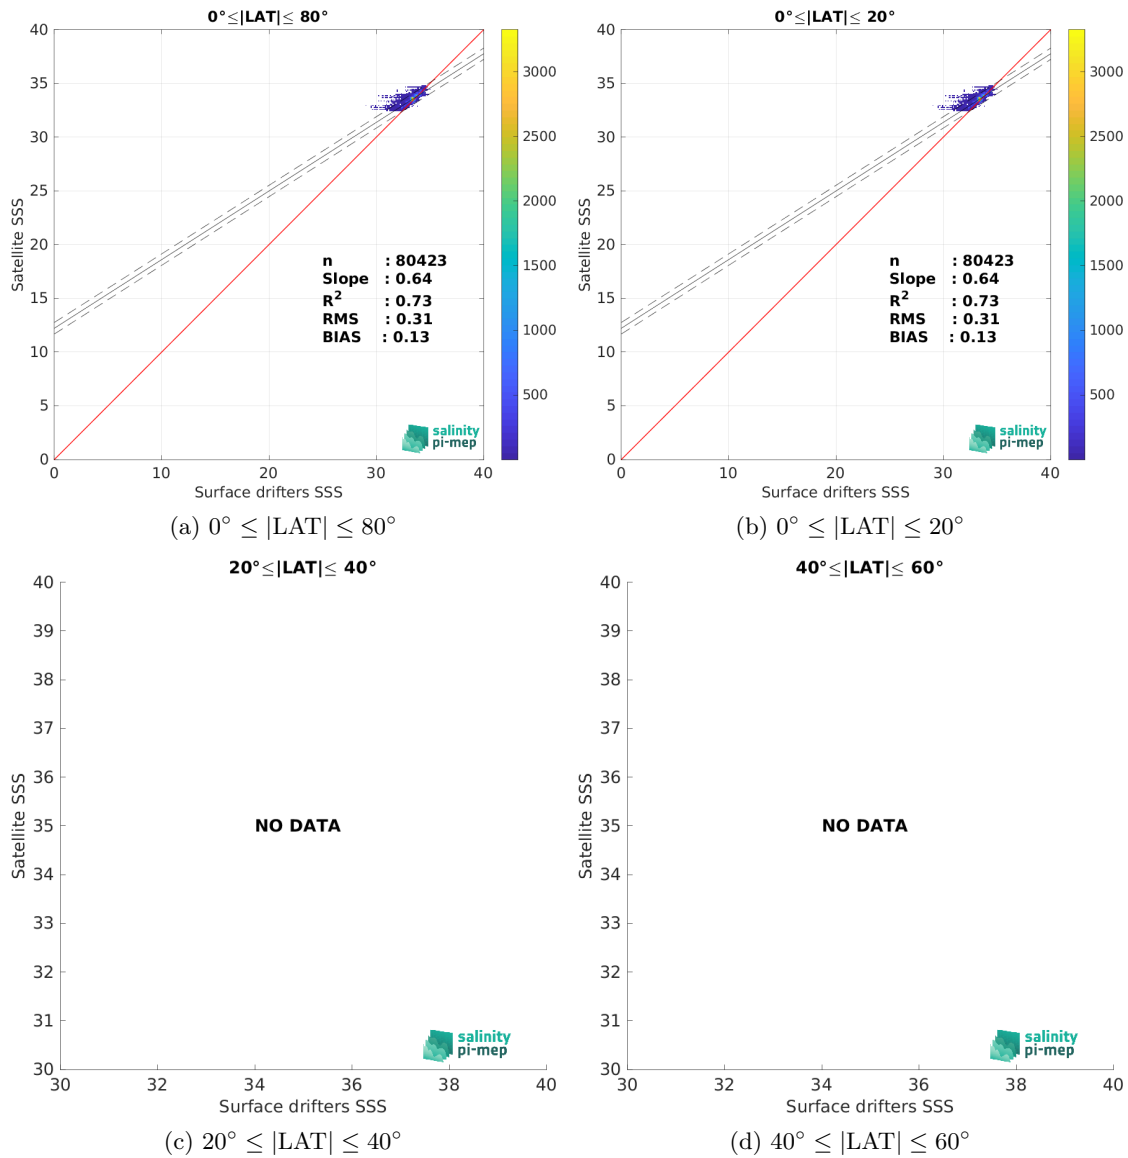 0°≤|LAT|≤ 80°
40
35
30
25
20
15
10
5
0
Satellite SSS
0
10
20
30
40
Surface drifters SSS
n : 80423
Slope : 0.64
R² : 0.73
RMS : 0.31
BIAS : 0.13
salinity
pi-mep
3000
2500
2000
1500
1000
500
(a) 0° ≤ |LAT| ≤ 80°
0°≤|LAT|≤ 20°
40
35
30
25
20
15
10
5
0
Satellite SSS
0
10
20
30
40
Surface drifters SSS
n : 80423
Slope : 0.64
R² : 0.73
RMS : 0.31
BIAS : 0.13
salinity
pi-mep
3000
2500
2000
1500
1000
500
(b) 0° ≤ |LAT| ≤ 20°
20°≤|LAT|≤ 40°
40
39
38
37
36
35
34
33
32
31
30
Satellite SSS
NO DATA
salinity
pi-mep
30
32
34
36
38
40
Surface drifters SSS
(c) 20° ≤ |LAT| ≤ 40°
40°≤|LAT|≤ 60°
40
39
38
37
36
35
34
33
32
31
30
Satellite SSS
NO DATA
salinity
pi-mep
30
32
34
36
38
40
Surface drifters SSS
(d) 40° ≤ |LAT| ≤ 60°